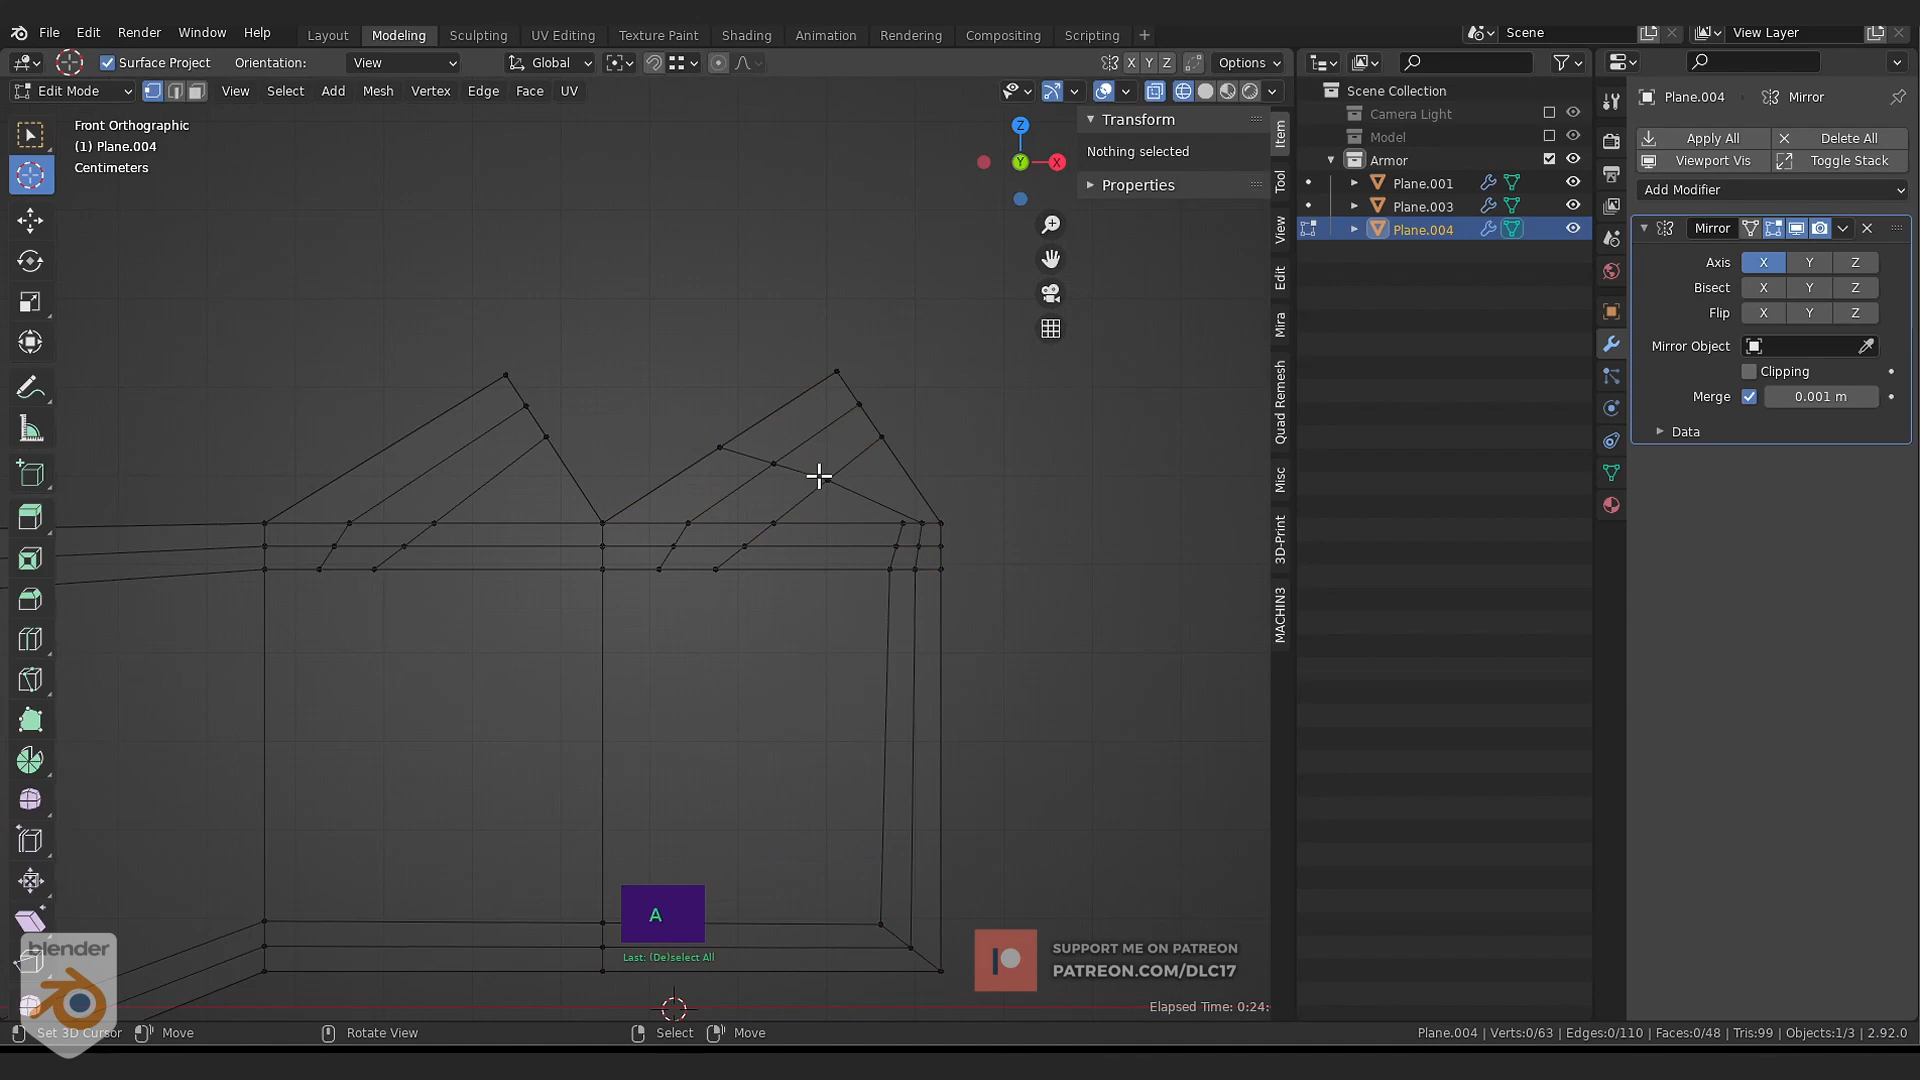 File Edit Render Window Help Layout Modeling Sculpting UV Editing Texture Paint Shading Animation Rendering Compositing Scripting + Scene View Layer
Surface Project Orientation: View Global X Y Z Options
Edit Mode View Select Add Mesh Vertex Edge Face UV
Front Orthographic
(1) Plane.004
Centimeters
Z
Y
X
Transform
Nothing selected
Properties
Item
Tool
View
Edit
Mira
Quad Remesh
Misc
3D-Print
MACHIN3
Scene Collection
Camera Light
Model
Armor
Plane.001
Plane.003
Plane.004
Plane.004 Mirror
Apply All Delete All
Viewport Vis Toggle Stack
Add Modifier
Mirror
Axis X Y Z
Bisect X Y Z
Flip X Y Z
Mirror Object
Clipping
Merge 0.001 m
Data
A
Last: (De)select All
blender
SUPPORT ME ON PATREON
PATREON.COM/DLC17
Elapsed Time: 0:24:
Set 3D Cursor Move Rotate View Select Move Plane.004 | Verts:0/63 | Edges:0/110 | Faces:0/48 | Tris:99 | Objects:1/3 | 2.92.0